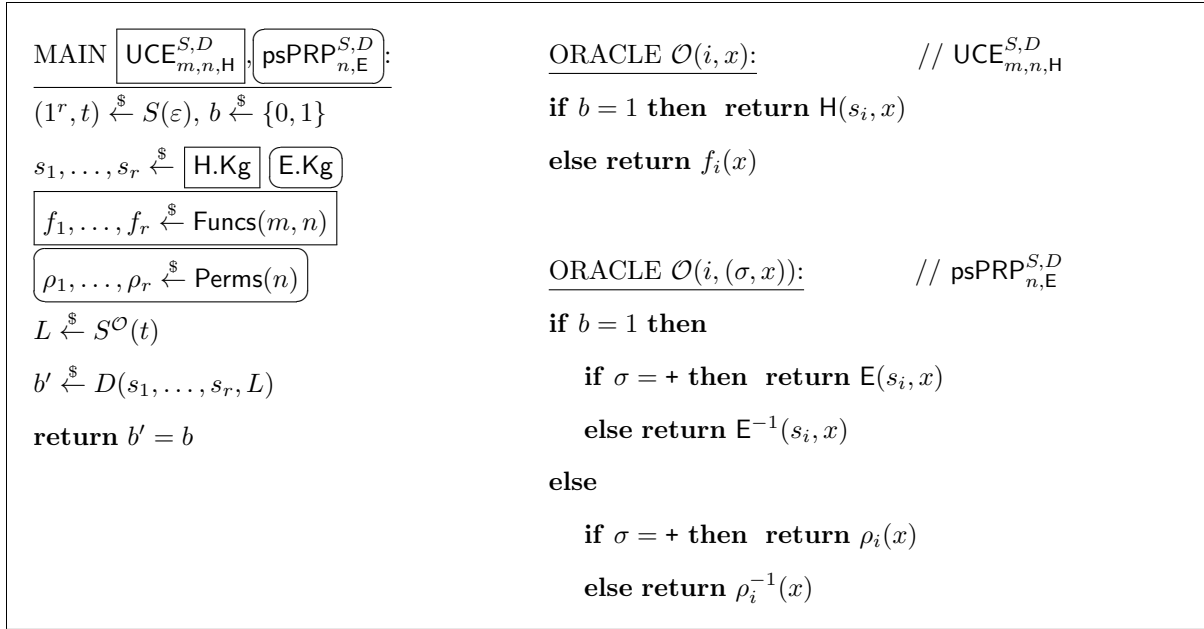 MAIN UCE^{S,D}_{m,n,H}, psPRP^{S,D}_{n,E}:
(1^r, t) ←$ S(ε), b ←$ {0, 1}
s_1, . . . , s_r ←$ H.Kg E.Kg
f_1, . . . , f_r ←$ Funcs(m, n)
ρ_1, . . . , ρ_r ←$ Perms(n)
L ←$ S^O(t)
b′ ←$ D(s_1, . . . , s_r, L)
return b′ = b
ORACLE O(i, x): // UCE^{S,D}_{m,n,H}
if b = 1 then return H(s_i, x)
else return f_i(x)
ORACLE O(i, (σ, x)): // psPRP^{S,D}_{n,E}
if b = 1 then
if σ = + then return E(s_i, x)
else return E^{-1}(s_i, x)
else
if σ = + then return ρ_i(x)
else return ρ_i^{-1}(x)